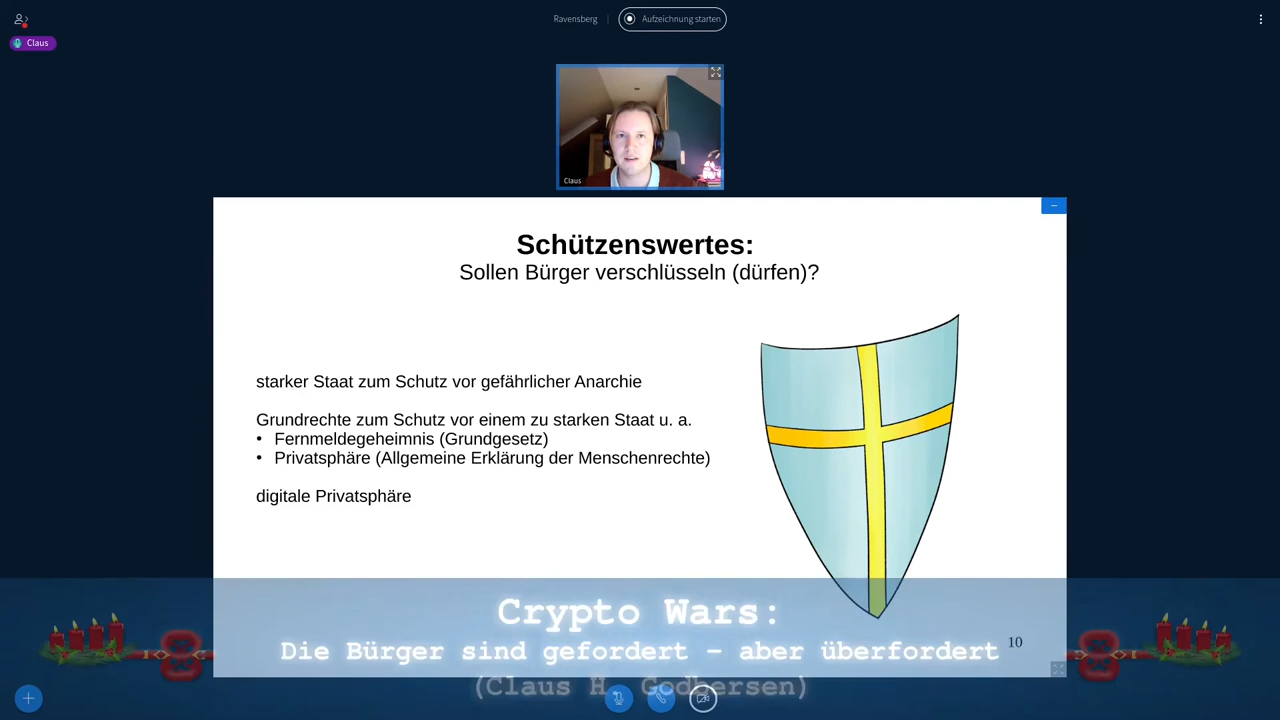 Ravensberg
Aufzeichnung starten
Claus
Claus
Schützenswertes:
Sollen Bürger verschlüsseln (dürfen)?
starker Staat zum Schutz vor gefährlicher Anarchie
Grundrechte zum Schutz vor einem zu starken Staat u. a.
• Fernmeldegeheimnis (Grundgesetz)
• Privatsphäre (Allgemeine Erklärung der Menschenrechte)
digitale Privatsphäre
Crypto Wars:
Die Bürger sind gefordert – aber überfordert
10
(Claus H. Godbersen)